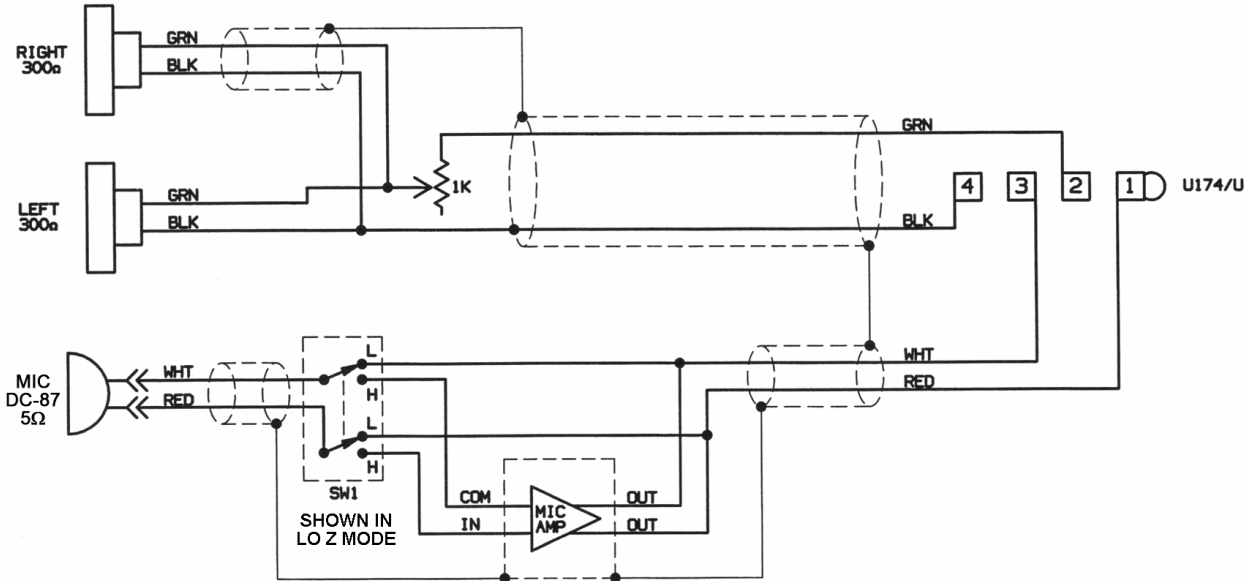 RIGHT
300Ω
GRN
BLK
LEFT
300Ω
GRN
BLK
1K
GRN
BLK
4 3 2 1
U174/U
MIC
DC-87
5Ω
WHT
RED
L
H
L
H
SW1
SHOWN IN
LO Z MODE
COM
IN
MIC
AMP
OUT
OUT
WHT
RED